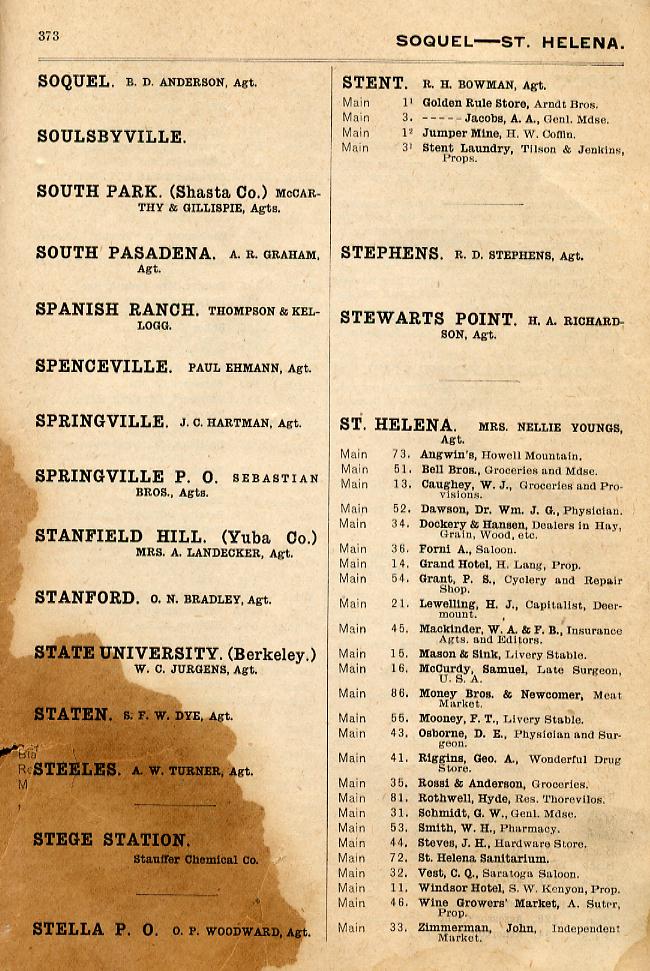 373
SOQUEL—ST. HELENA.
SOQUEL. B. D. ANDERSON, Agt.
SOULSBYVILLE.
SOUTH PARK. (Shasta Co.) McCAR-
THY & GILLISPIE, Agts.
SOUTH PASADENA. A. R. GRAHAM,
Agt.
SPANISH RANCH. THOMPSON & KEL-
LOGG.
SPENCEVILLE. PAUL EHMANN, Agt.
SPRINGVILLE. J. C. HARTMAN, Agt.
SPRINGVILLE P. O. SEBASTIAN
BROS., Agts.
STANFIELD HILL. (Yuba Co.)
MRS. A. LANDECKER, Agt.
STANFORD. O. N. BRADLEY, Agt.
STATE UNIVERSITY. (Berkeley.)
W. C. JURGENS, Agt.
STATEN. S. F. W. DYE, Agt.
STEELES. A. W. TURNER, Agt.
STEGE STATION.
Stauffer Chemical Co.
STELLA P. O. O. P. WOODWARD, Agt.
STENT. R. H. BOWMAN, Agt.
Main 1¹ Golden Rule Store, Arndt Bros.
Main 3. ----- Jacobs, A. A., Genl. Mdse.
Main 1² Jumper Mine, H. W. Coffin.
Main 3¹ Stent Laundry, Tilson & Jenkins,
Props.
STEPHENS. R. D. STEPHENS, Agt.
STEWARTS POINT. H. A. RICHARD-
SON, Agt.
ST. HELENA. MRS. NELLIE YOUNGS,
Agt.
Main 73. Angwin's, Howell Mountain.
Main 51. Bell Bros., Groceries and Mdse.
Main 13. Caughey, W. J., Groceries and Pro-
visions.
Main 52. Dawson, Dr. Wm. J. G., Physician.
Main 34. Dockery & Hansen, Dealers in Hay,
Grain, Wood, etc.
Main 36. Forni A., Saloon.
Main 14. Grand Hotel, H. Lang, Prop.
Main 54. Grant, P. S., Cyclery and Repair
Shop.
Main 21. Lewelling, H. J., Capitalist, Deer-
mount.
Main 45. Mackinder, W. A. & F. B., Insurance
Agts. and Editors.
Main 15. Mason & Sink, Livery Stable.
Main 16. McCurdy, Samuel, Late Surgeon,
U. S. A.
Main 86. Money Bros. & Newcomer, Meat
Market.
Main 55. Mooney, F. T., Livery Stable.
Main 43. Osborne, D. E., Physician and Sur-
geon.
Main 41. Riggins, Geo. A., Wonderful Drug
Store.
Main 35. Rossi & Anderson, Groceries.
Main 81. Rothwell, Hyde, Res. Thorevilos.
Main 31. Schmidt, G. W., Genl. Mdse.
Main 53. Smith, W. H., Pharmacy.
Main 44. Steves, J. H., Hardware Store.
Main 72. St. Helena Sanitarium.
Main 32. Vest, C. Q., Saratoga Saloon.
Main 11. Windsor Hotel, S. W. Kenyon, Prop.
Main 46. Wine Growers' Market, A. Suter,
Prop.
Main 33. Zimmerman, John, Independent
Market.